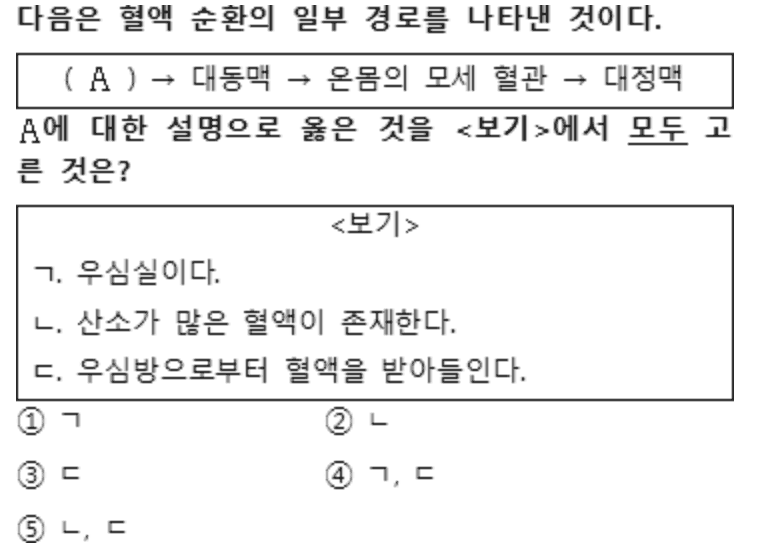 다음은 혈액 순환의 일부 경로를 나타낸 것이다.
( A ) → 대동맥 → 온몸의 모세 혈관 → 대정맥
A에 대한 설명으로 옳은 것을 <보기>에서 모두 고
른 것은?
<보기>
ㄱ. 우심실이다.
ㄴ. 산소가 많은 혈액이 존재한다.
ㄷ. 우심방으로부터 혈액을 받아들인다.
① ㄱ ② ㄴ
③ ㄷ ④ ㄱ, ㄷ
⑤ ㄴ, ㄷ